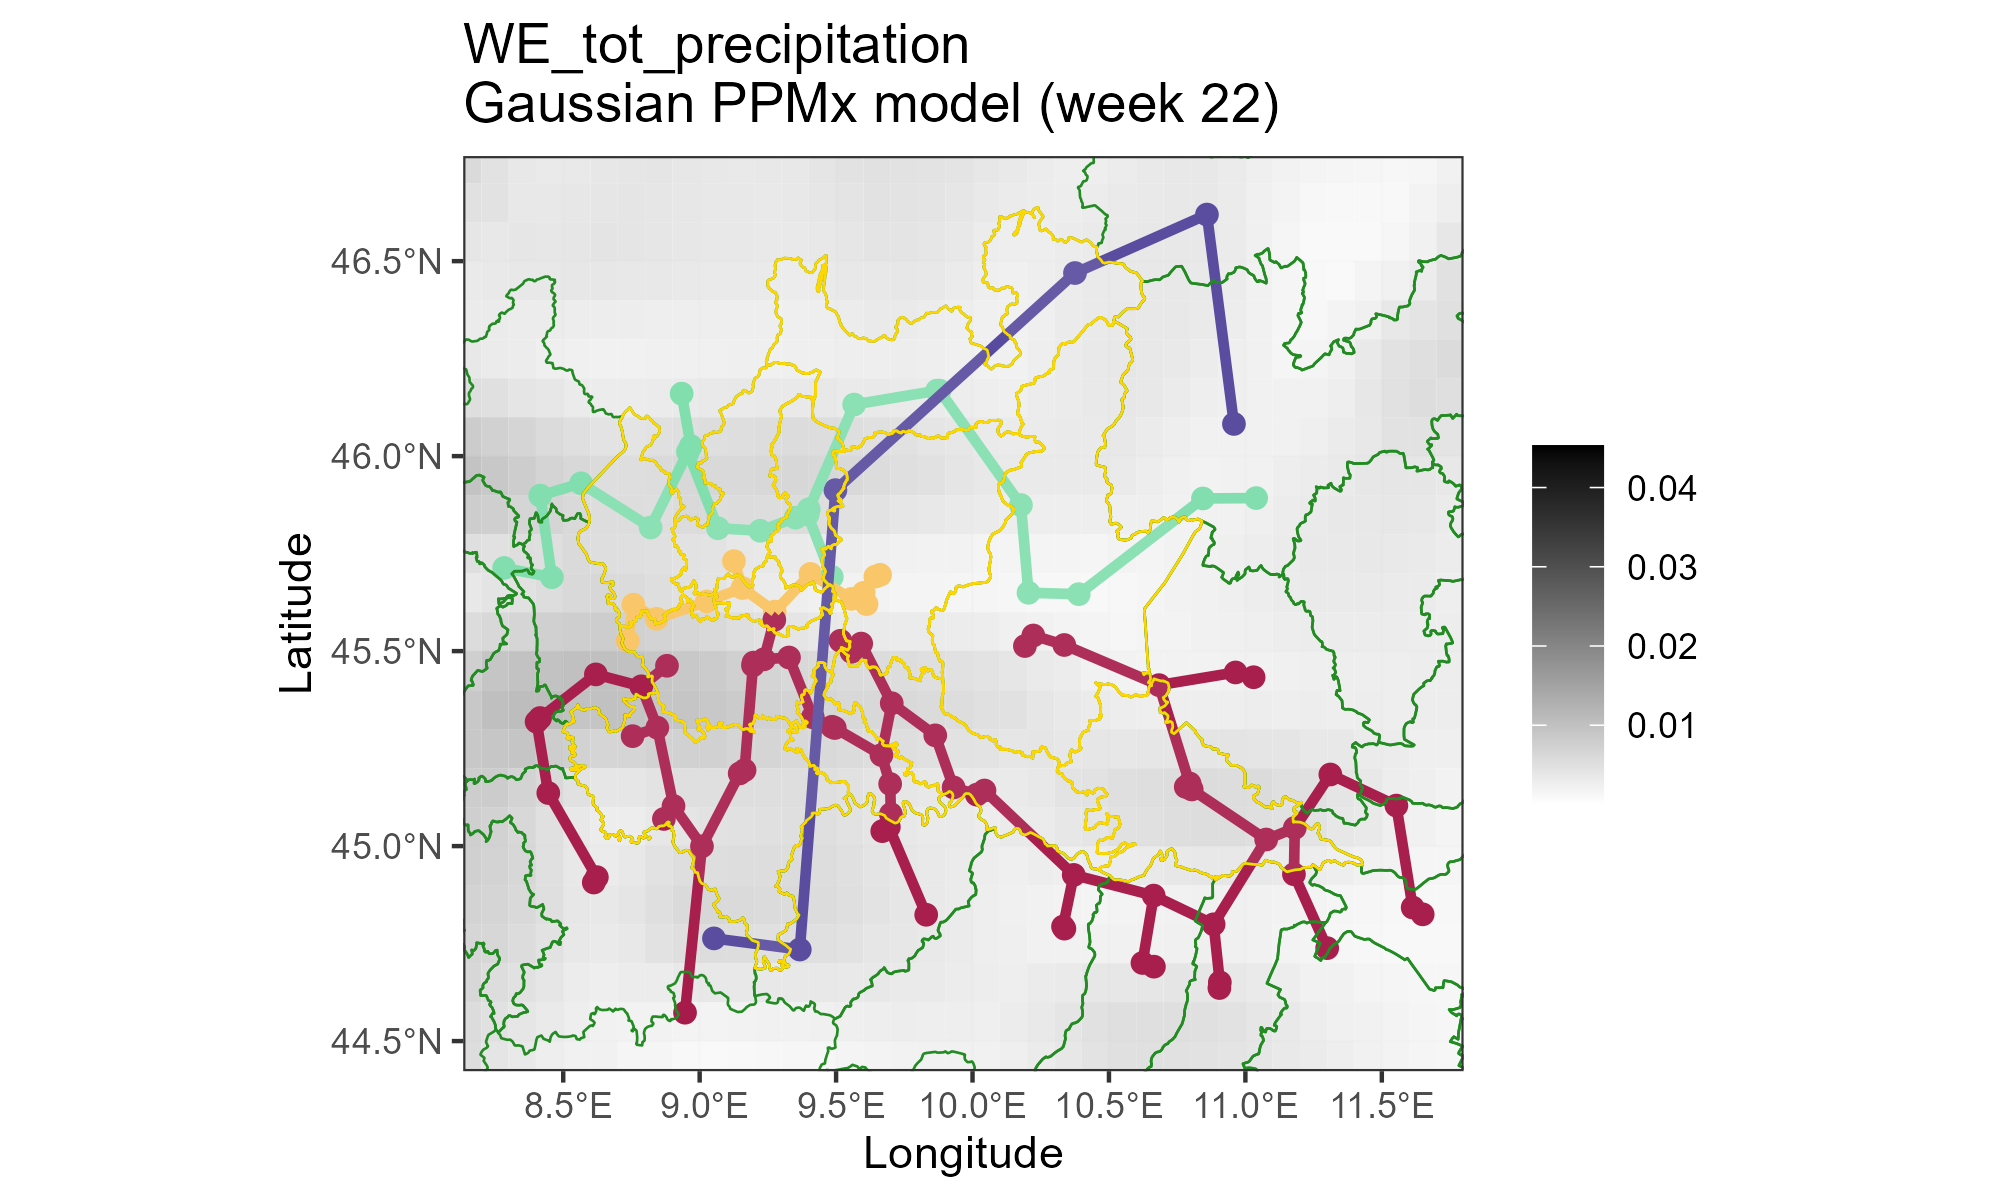 WE_tot_precipitation
Gaussian PPMx model (week 22)
46.5°N
46.0°N
45.5°N
45.0°N
44.5°N
Latitude
8.5°E 9.0°E 9.5°E 10.0°E 10.5°E 11.0°E 11.5°E
Longitude
0.04
0.03
0.02
0.01